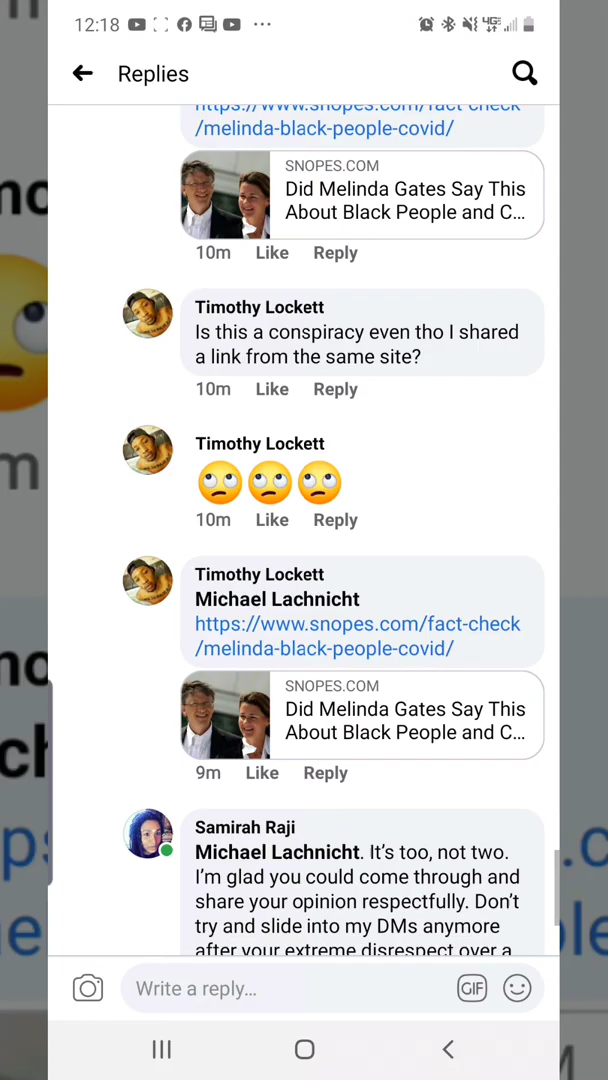 12:18
4GE
Replies
https://www.snopes.com/fact-check
/melinda-black-people-covid/
SNOPES.COM
Did Melinda Gates Say This
About Black People and C...
10m Like Reply
Timothy Lockett
Is this a conspiracy even tho I shared
a link from the same site?
10m Like Reply
Timothy Lockett
🙄🙄🙄
10m Like Reply
Timothy Lockett
Michael Lachnicht
https://www.snopes.com/fact-check
/melinda-black-people-covid/
SNOPES.COM
Did Melinda Gates Say This
About Black People and C...
9m Like Reply
Samirah Raji
Michael Lachnicht. It’s too, not two.
I’m glad you could come through and
share your opinion respectfully. Don’t
try and slide into my DMs anymore
after your extreme disrespect over a
Write a reply...
GIF